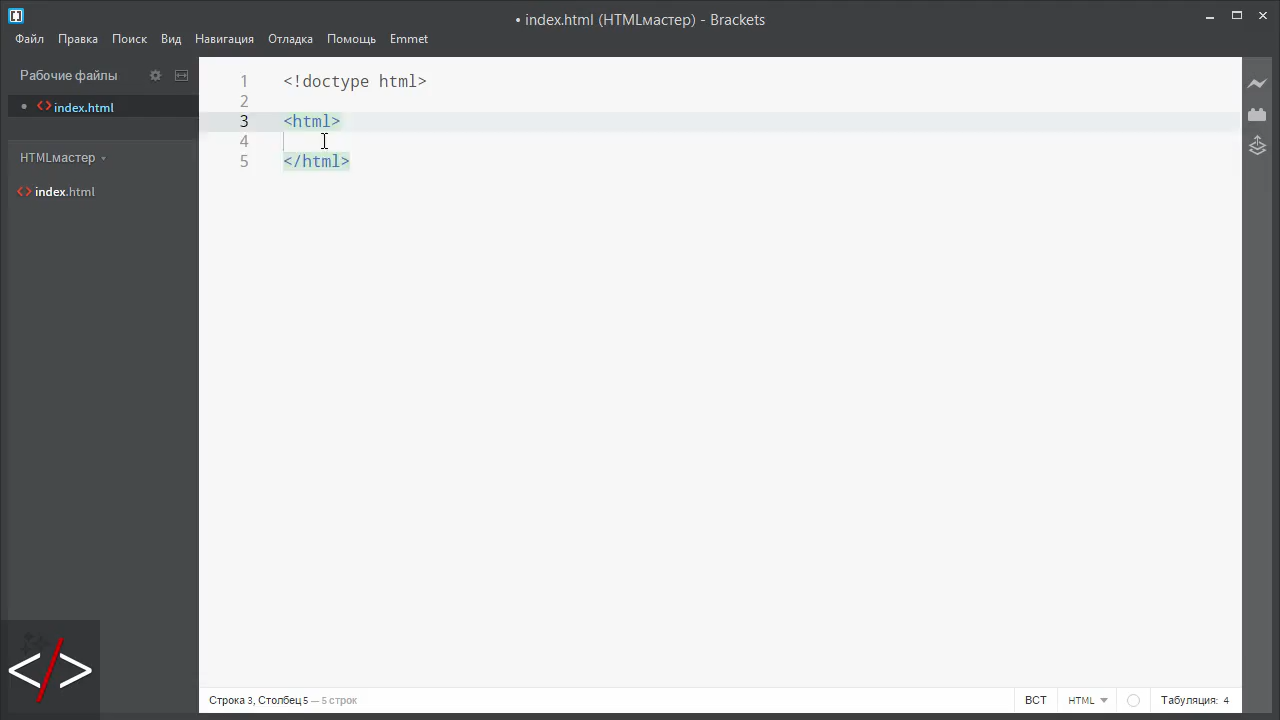 • index.html (HTMLмастер) - Brackets
Файл Правка Поиск Вид Навигация Отладка Помощь Emmet
Рабочие файлы
• <> index.html
HTMLмастер
<> index.html
1 <!doctype html>
2
3 <html>
4
5 </html>
</>
Строка 3, Столбец 5 — 5 строк
ВСТ HTML Табуляция: 4